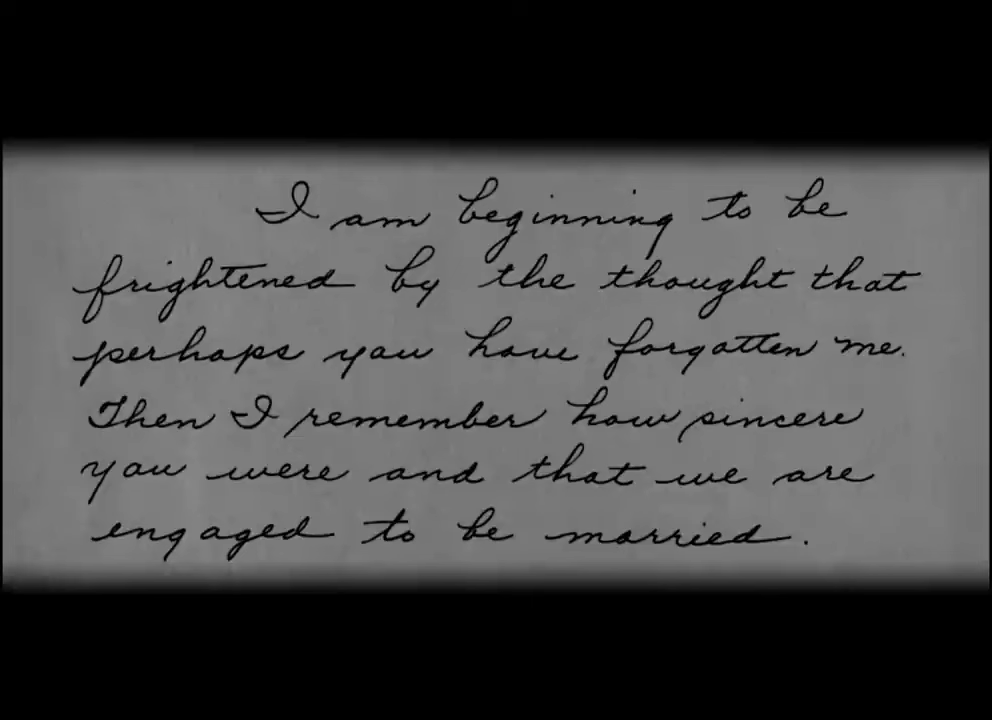 I am beginning to be
frightened by the thought that
perhaps you have forgotten me.
Then I remember how sincere
you were and that we are
engaged to be married.